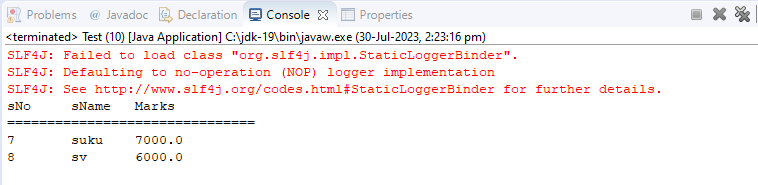 Problems @ Javadoc Declaration Console Properties
<terminated> Test (10) [Java Application] C:\jdk-19\bin\javaw.exe (30-Jul-2023, 2:23:16 pm)
SLF4J: Failed to load class "org.slf4j.impl.StaticLoggerBinder".
SLF4J: Defaulting to no-operation (NOP) logger implementation
SLF4J: See http://www.slf4j.org/codes.html#StaticLoggerBinder for further details.
sNo sName Marks
===============================
7 suku 7000.0
8 sv 6000.0